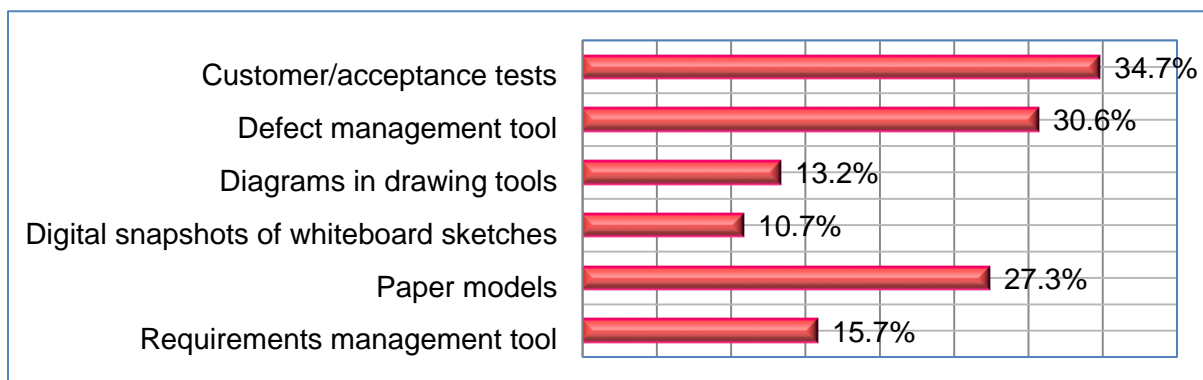 Customer/acceptance tests 34.7%
Defect management tool 30.6%
Diagrams in drawing tools 13.2%
Digital snapshots of whiteboard sketches 10.7%
Paper models 27.3%
Requirements management tool 15.7%